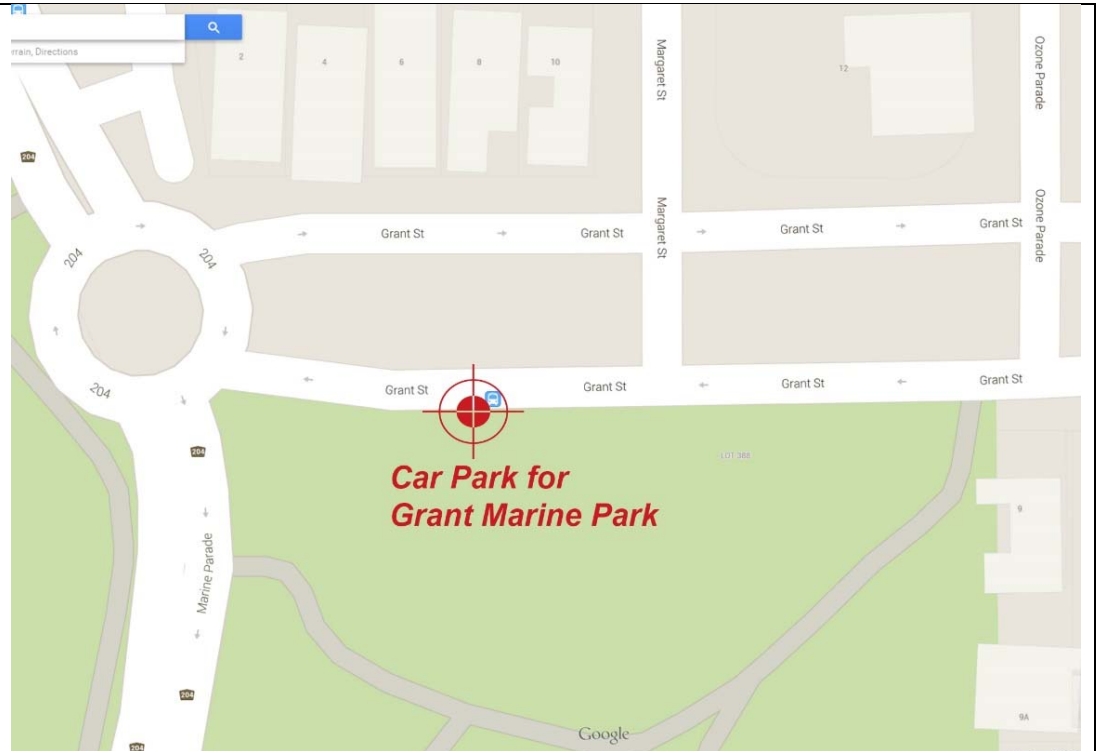 rrain, Directions
2
4
6
8
10
12
Margaret St
Ozone Parade
204
Margaret St
Ozone Parade
Grant St
Grant St
Grant St
Grant St
204
204
204
Grant St
Grant St
Grant St
Grant St
204
Car Park for
Grant Marine Park
LOT 388
9
Marine Parade
204
9A
Google
204